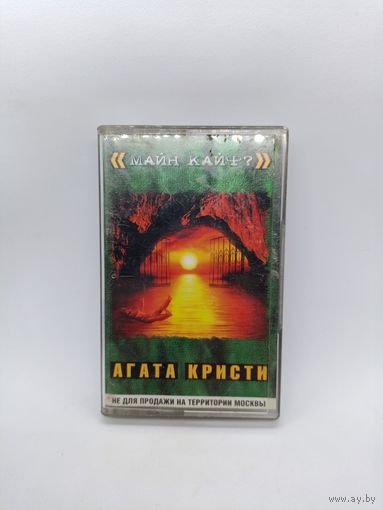 «МАЙН КАЙФ?»
АГАТА КРИСТИ
НЕ ДЛЯ ПРОДАЖИ НА ТЕРРИТОРИИ МОСКВЫ
www.ay.by